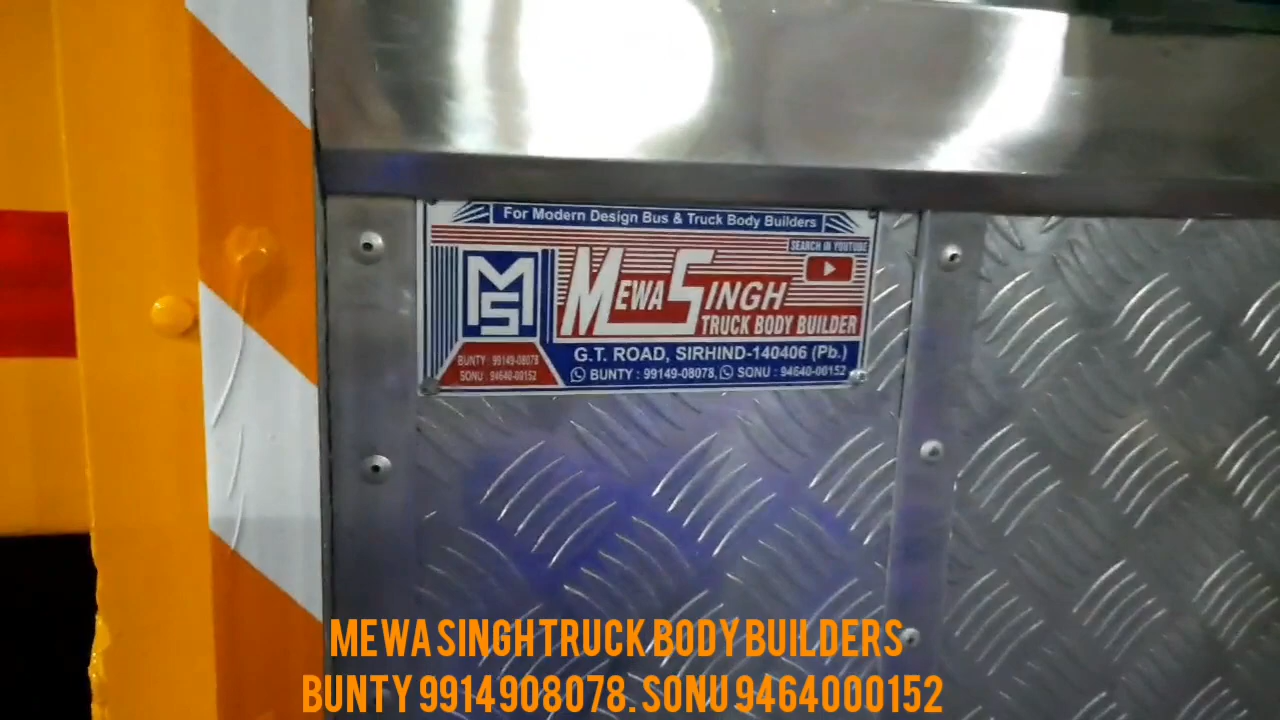 For Modern Design Bus & Truck Body Builders
SEARCH IN YOUTUBE
MS
MEWA SINGH
TRUCK BODY BUILDER
G.T. ROAD, SIRHIND-140406 (Pb.)
BUNTY : 99149-08078
SONU : 94640-00152
BUNTY : 99149-08078, SONU : 94640-00152
MEWA SINGH TRUCK BODY BUILDERS
BUNTY 9914908078. SONU 9464000152